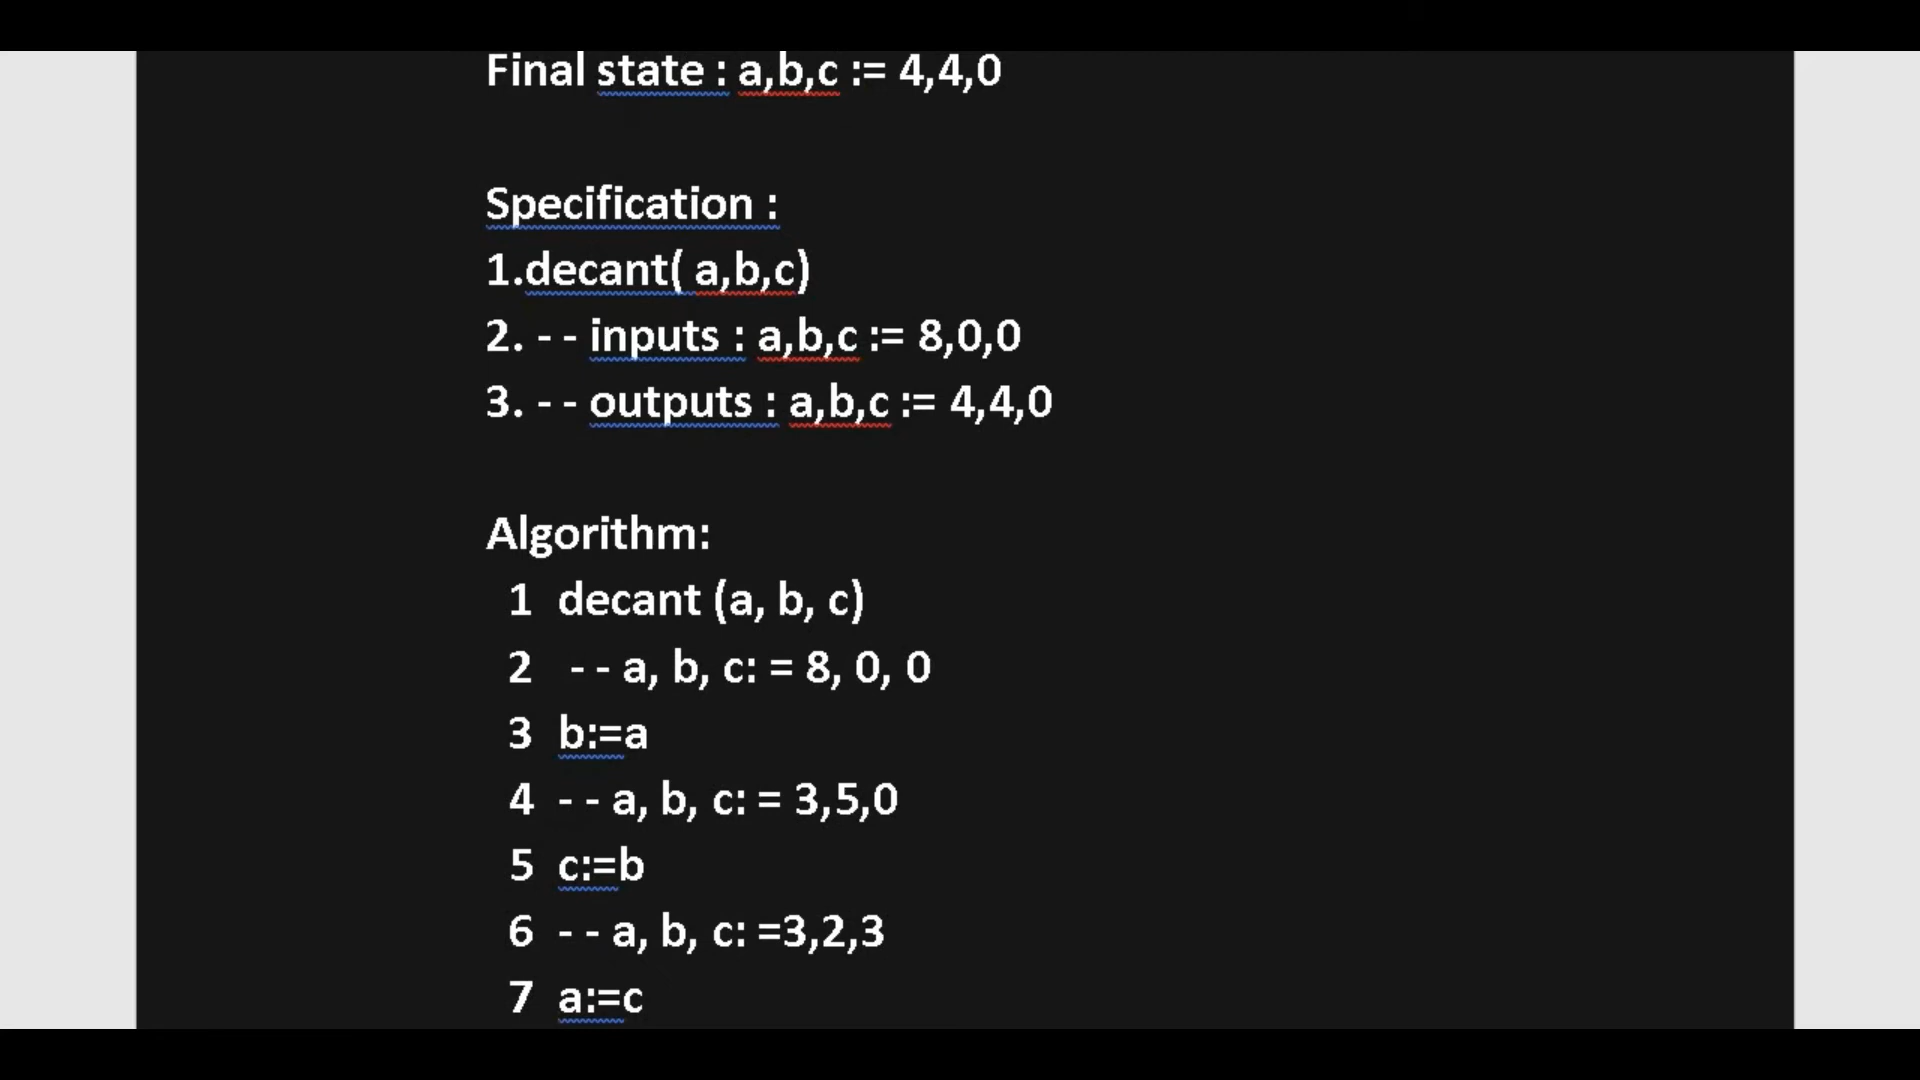 Final state : a,b,c := 4,4,0
Specification :
1.decant( a,b,c)
2. - - inputs : a,b,c := 8,0,0
3. - - outputs : a,b,c := 4,4,0
Algorithm:
1 decant (a, b, c)
2 - - a, b, c: = 8, 0, 0
3 b:=a
4 - - a, b, c: = 3,5,0
5 c:=b
6 - - a, b, c: =3,2,3
7 a:=c